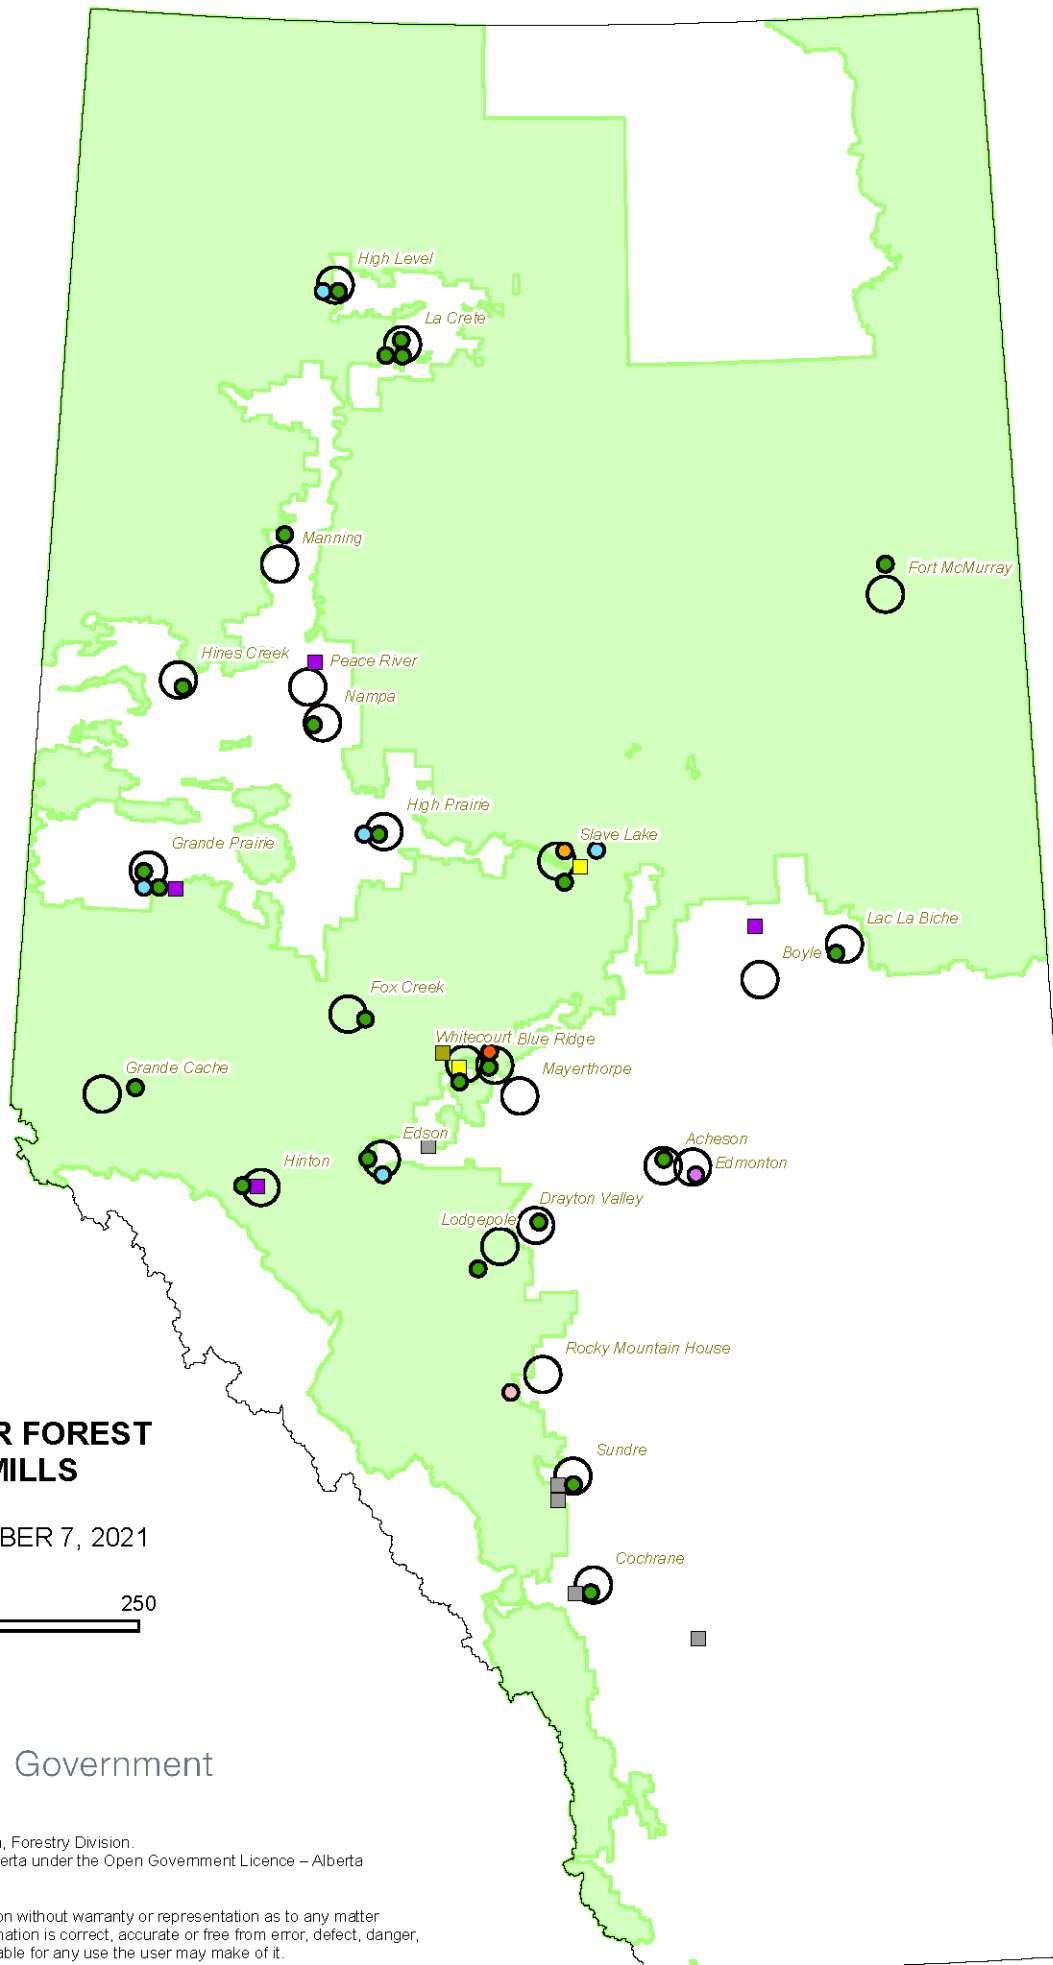 High Level
La Crete
Manning
Fort McMurray
Hines Creek
Peace River
Nampa
High Prairie
Slave Lake
Grande Prairie
Lac La Biche
Boyle
Fox Creek
Whitecourt
Blue Ridge
Grande Cache
Mayerthorpe
Edson
Acheson
Edmonton
Hinton
Drayton Valley
Lodgepole
Rocky Mountain House
R FOREST
MILLS
Sundre
BER 7, 2021
Cochrane
250
Government
, Forestry Division.
erta under the Open Government Licence – Alberta
on without warranty or representation as to any matter
nation is correct, accurate or free from error, defect, danger,
able for any use the user may make of it.